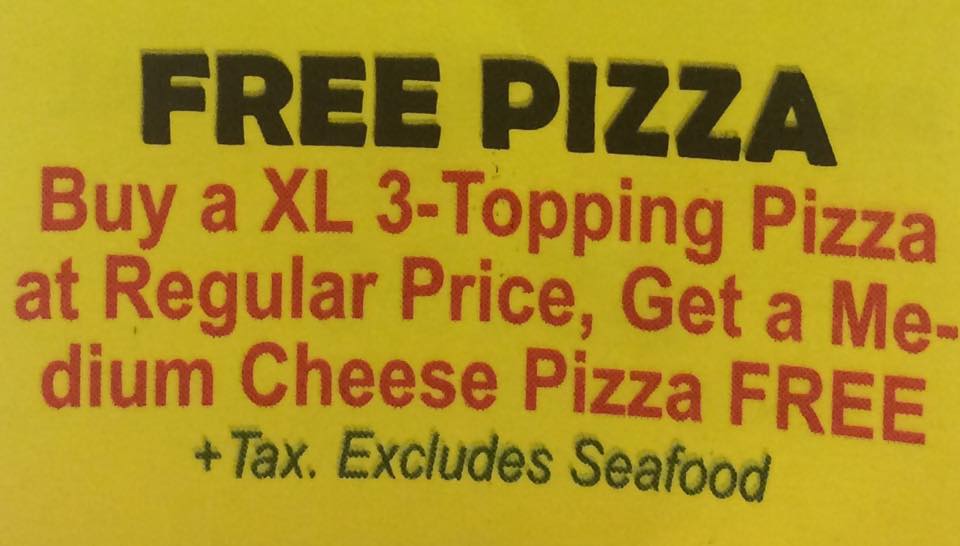 FREE PIZZA
Buy a XL 3-Topping Pizza
at Regular Price, Get a Me-
dium Cheese Pizza FREE
+Tax. Excludes Seafood